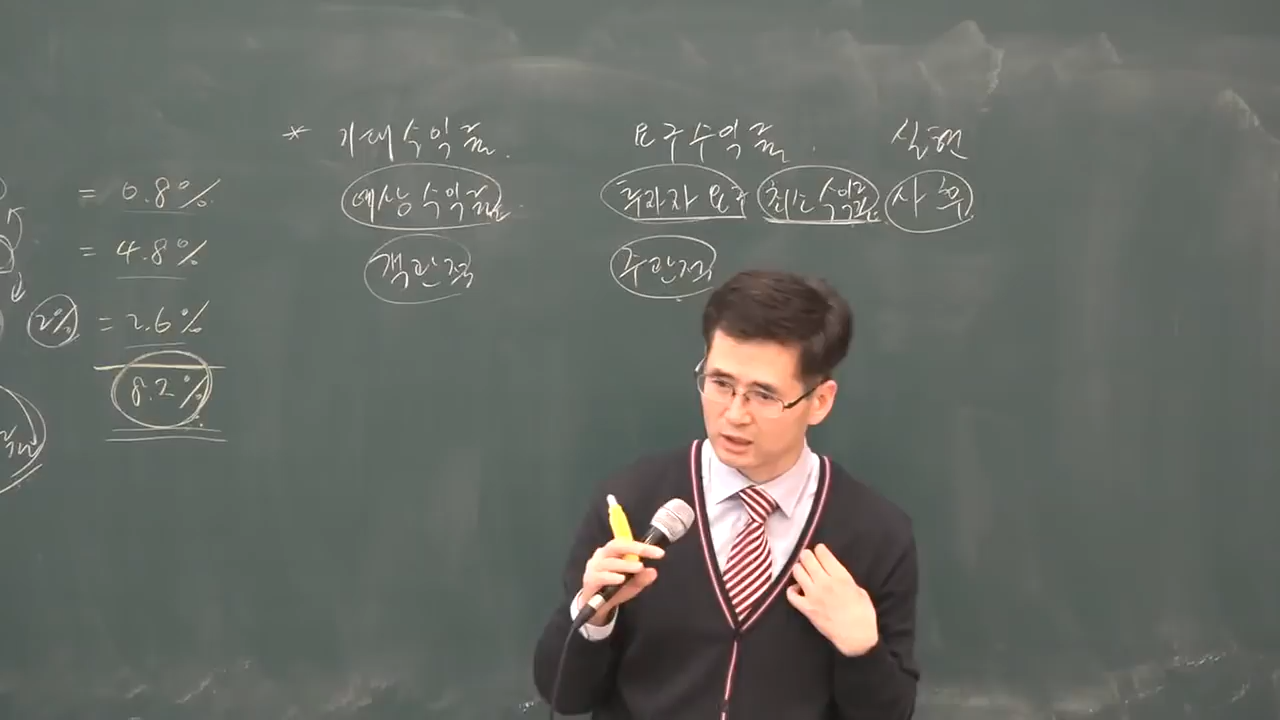 * 기대수익률. 요구수익률. 실현
예상수익률. 투자자 요구 최소수익률 사후.
객관적 주관적
= 0.8%
= 4.8%
2% = 2.6%
8.2%